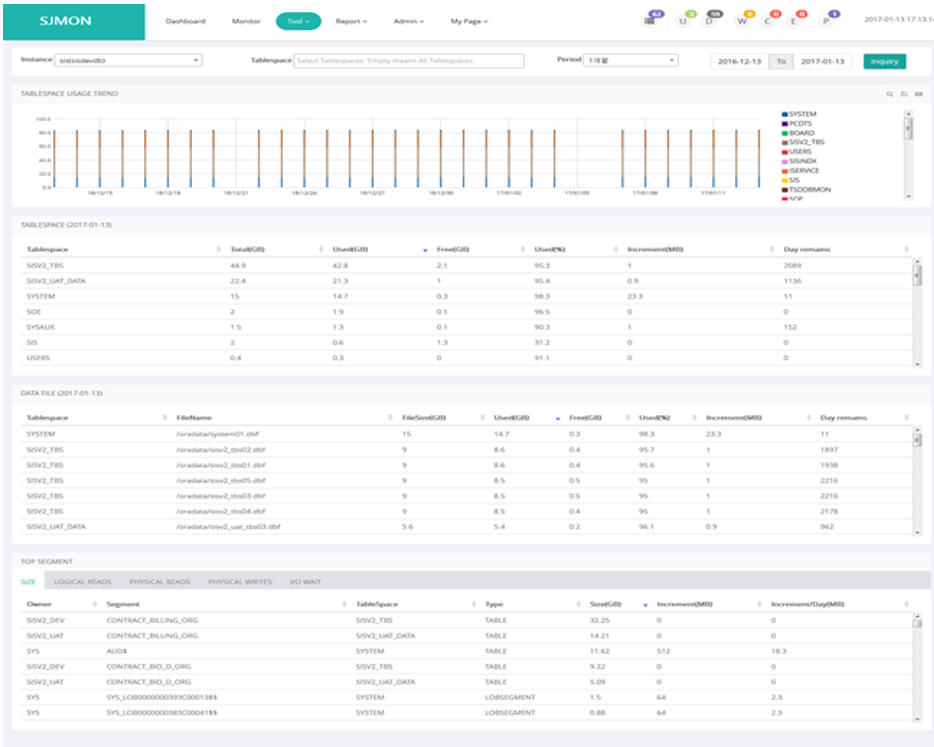 SJMON Dashboard Monitor Tool Report Admin My Page 62 3 59 0 0 0 0 U D W C E P 2017-01-13 17:13:1
Instance sis(sisdevdb) Tablespace Select Tablespaces. Empty means All Tablespaces. Period 1개월 2016-12-13 To 2017-01-13 Inquiry
TABLESPACE USAGE TREND
100.0
80.0
60.0
40.0
20.0
0.0
16/12/15 16/12/18 16/12/21 16/12/24 16/12/27 16/12/30 17/01/02 17/01/05 17/01/08 17/01/11
SYSTEM
PCDTS
BOARD
SISV2_TBS
USERS
SISINDX
ISERVICE
SIS
TSDDBMON
SOE
TABLESPACE (2017-01-13)
Tablespace Total(GB) Used(GB) Free(GB) Used(%) Increment(MB) Day remains
SISV2_TBS 44.9 42.8 2.1 95.3 1 2089
SISV2_UAT_DATA 22.4 21.3 1 95.4 0.9 1136
SYSTEM 15 14.7 0.3 98.3 23.3 11
SOE 2 1.9 0.1 96.5 0 0
SYSAUX 1.5 1.3 0.1 90.3 1 152
SIS 2 0.6 1.3 31.2 0 0
USERS 0.4 0.3 0 91.1 0 0
DATA FILE (2017-01-13)
Tablespace FileName FileSize(GB) Used(GB) Free(GB) Used(%) Increment(MB) Day remains
SYSTEM /oradata/system01.dbf 15 14.7 0.3 98.3 23.3 11
SISV2_TBS /oradata/sisv2_tbs02.dbf 9 8.6 0.4 95.7 1 1897
SISV2_TBS /oradata/sisv2_tbs01.dbf 9 8.6 0.4 95.6 1 1938
SISV2_TBS /oradata/sisv2_tbs05.dbf 9 8.5 0.5 95 1 2216
SISV2_TBS /oradata/sisv2_tbs03.dbf 9 8.5 0.5 95 1 2216
SISV2_TBS /oradata/sisv2_tbs04.dbf 9 8.5 0.4 95 1 2178
SISV2_UAT_DATA /oradata/sisv2_uat_tbs03.dbf 5.6 5.4 0.2 96.1 0.9 962
TOP SEGMENT
SIZE LOGICAL READS PHYSICAL READS PHYSICAL WRITES I/O WAIT
Owner Segment TableSpace Type Size(GB) Increment(MB) Increment/Day(MB)
SISV2_DEV CONTRACT_BILLING_ORG SISV2_TBS TABLE 32.25 0 0
SISV2_UAT CONTRACT_BILLING_ORG SISV2_UAT_DATA TABLE 14.21 0 0
SYS AUD$ SYSTEM TABLE 11.62 512 18.3
SISV2_DEV CONTRACT_BID_D_ORG SISV2_TBS TABLE 9.22 0 0
SISV2_UAT CONTRACT_BID_D_ORG SISV2_UAT_DATA TABLE 5.09 0 0
SYS SYS_LOB0000000393C00013$$ SYSTEM LOBSEGMENT 1.5 64 2.3
SYS SYS_LOB0000000383C00041$$ SYSTEM LOBSEGMENT 0.88 64 2.3